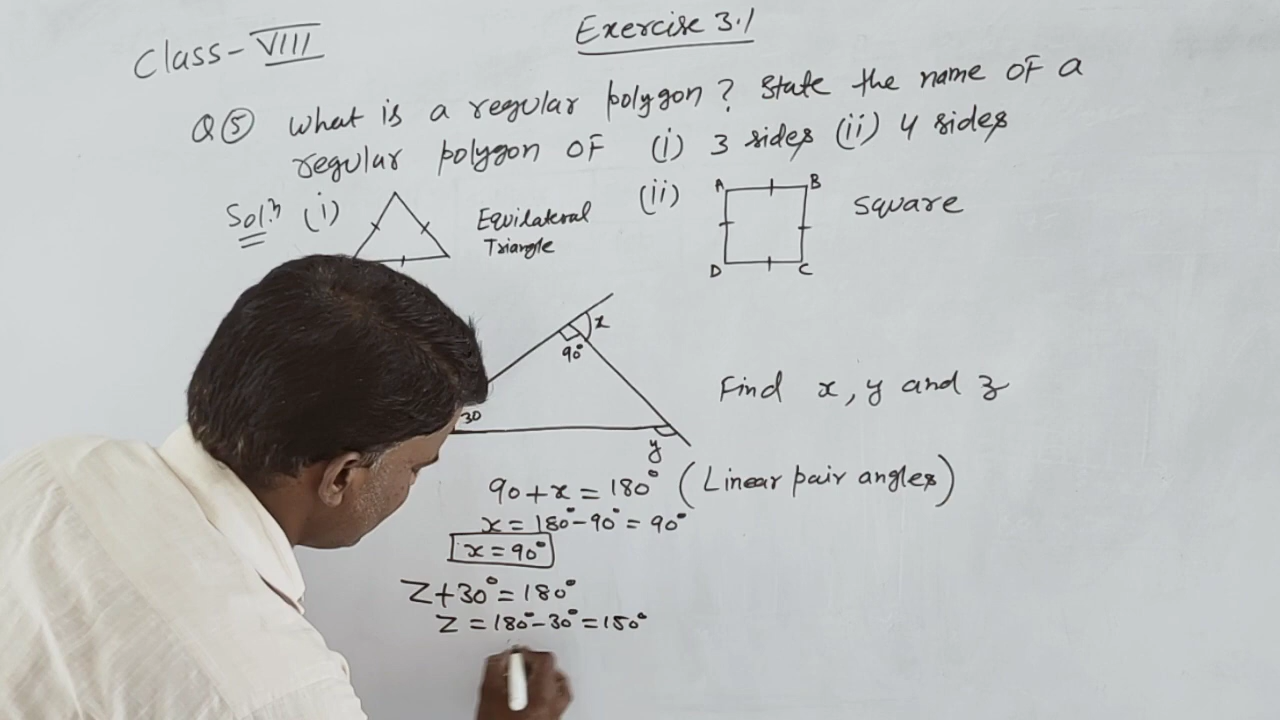 Class-VIII
Exercise 3.1
Q(5) What is a regular polygon? State the name of a
regular polygon of (i) 3 sides (ii) 4 sides
Sol.n (i)
Equilateral
Triangle
(ii)
A
B
D
C
Square
x
90°
30
y
Find x, y and z
90+x=180° (Linear pair angles)
x=180°-90°=90°
x=90°
Z+30°=180°
Z=180°-30°=150°